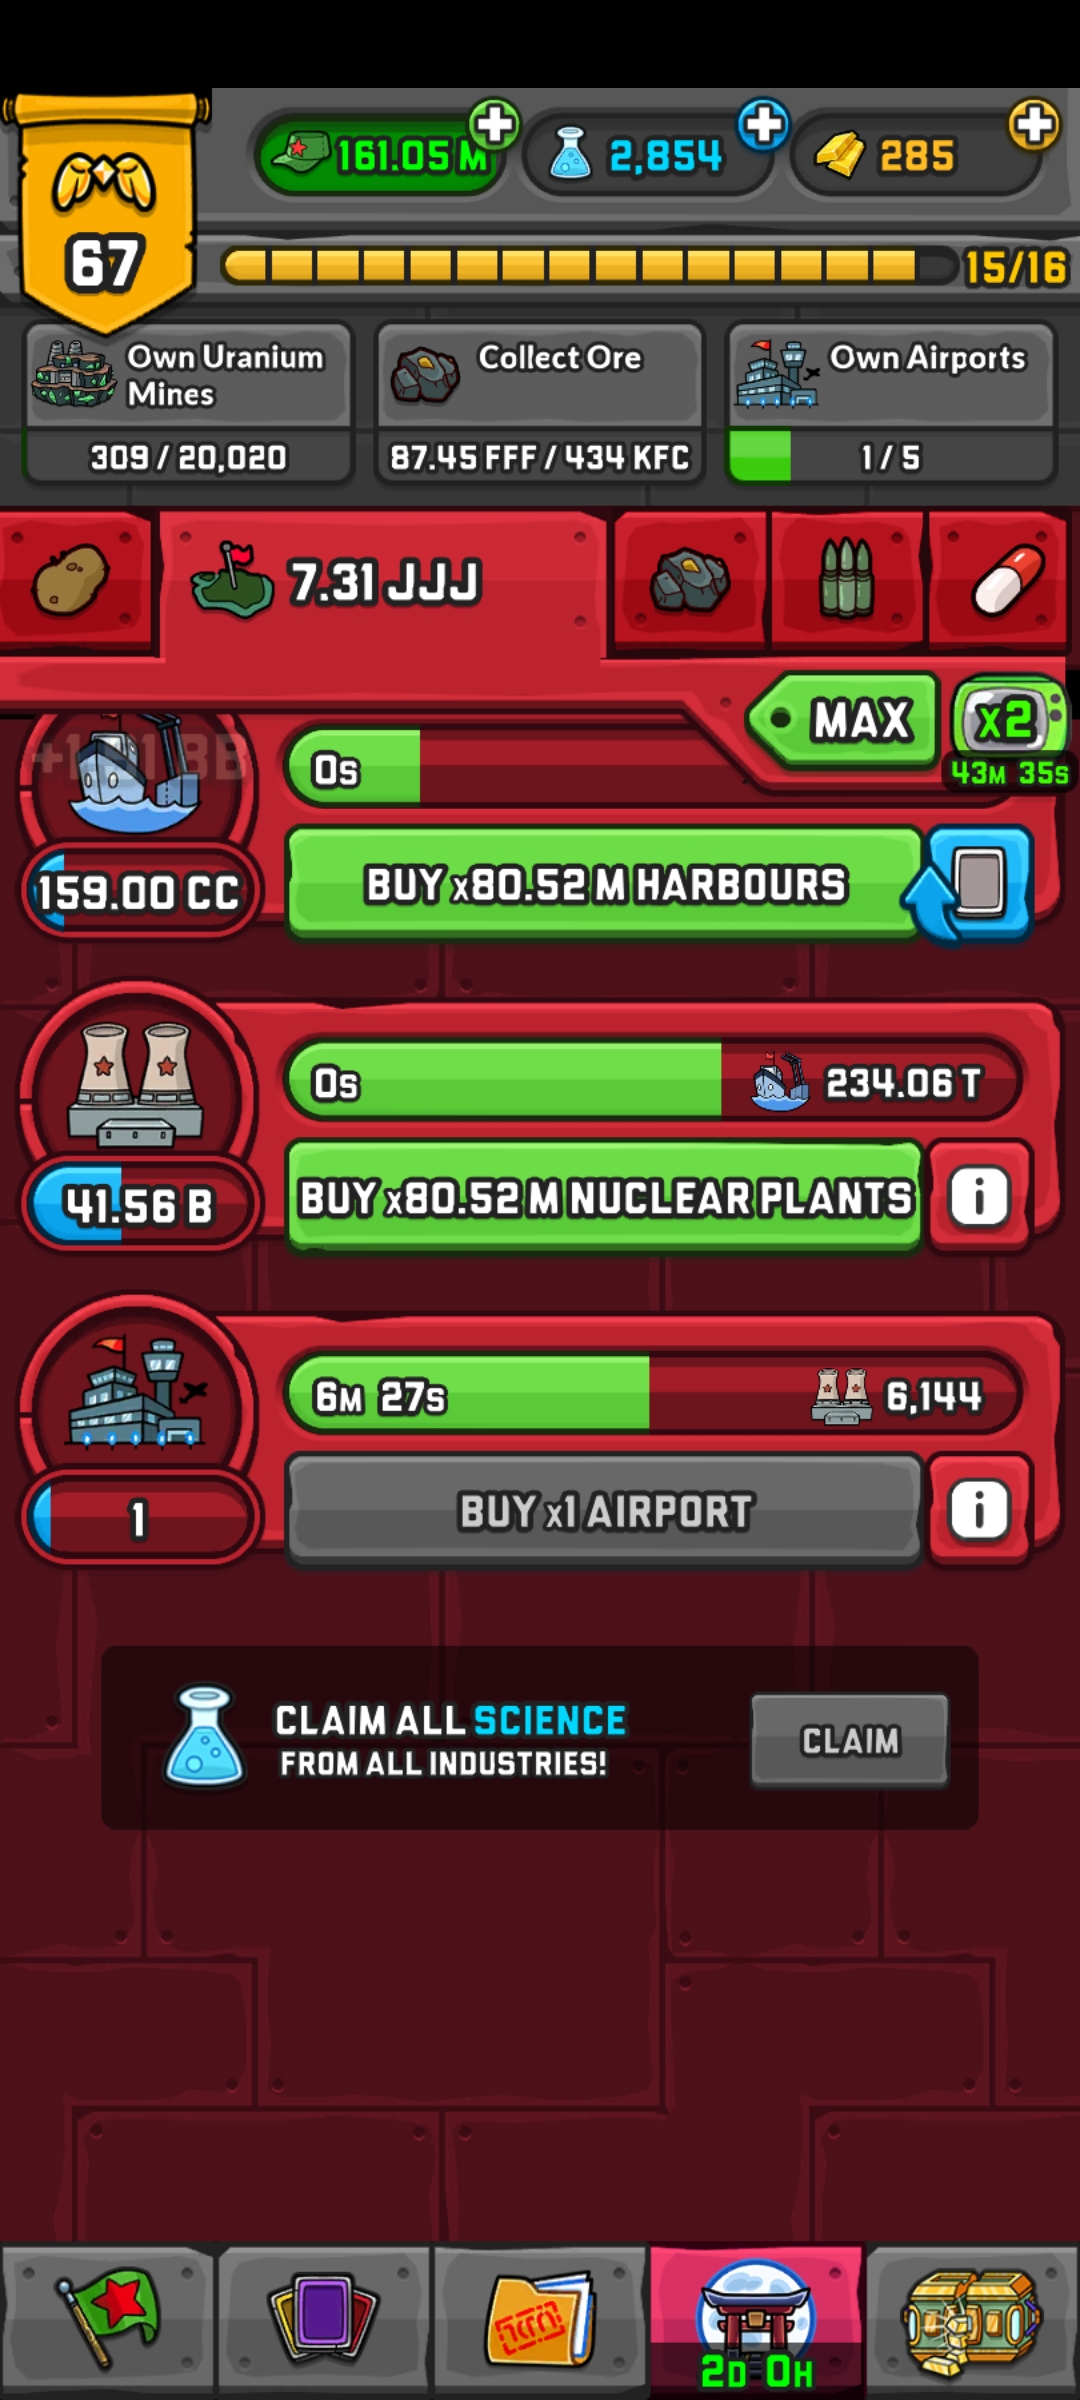 161.05 M
2,854
285
67
15/16
Own Uranium
Mines
309 / 20,020
Collect Ore
87.45 FFF / 434 KFC
Own Airports
1 / 5
7.31 JJJ
MAX
x2
43M 35S
0s
159.00 CC
BUY x80.52 M HARBOURS
0s
234.06 T
41.56 B
BUY x80.52 M NUCLEAR PLANTS
i
6M 27S
6,144
1
BUY x1 AIRPORT
i
CLAIM ALL SCIENCE
FROM ALL INDUSTRIES!
CLAIM
2D 0H